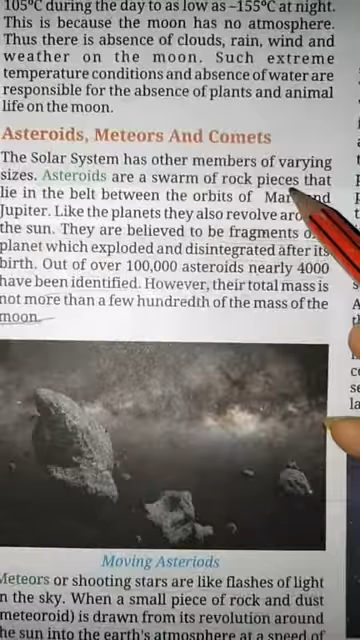 105°C during the day to as low as –155°C at night.
This is because the moon has no atmosphere.
Thus there is absence of clouds, rain, wind and
weather on the moon. Such extreme
temperature conditions and absence of water are
responsible for the absence of plants and animal
life on the moon.
Asteroids, Meteors And Comets
The Solar System has other members of varying
sizes. Asteroids are a swarm of rock pieces that
lie in the belt between the orbits of Mar nd
Jupiter. Like the planets they also revolve aro
the sun. They are believed to be fragments o
planet which exploded and disintegrated after its
birth. Out of over 100,000 asteroids nearly 4000
have been identified. However, their total mass is
not more than a few hundredth of the mass of the
moon.
Moving Asteriods
Meteors or shooting stars are like flashes of light
in the sky. When a small piece of rock and dust
meteoroid) is drawn from its revolution around
the sun into the earth's atmosphere at a speed of